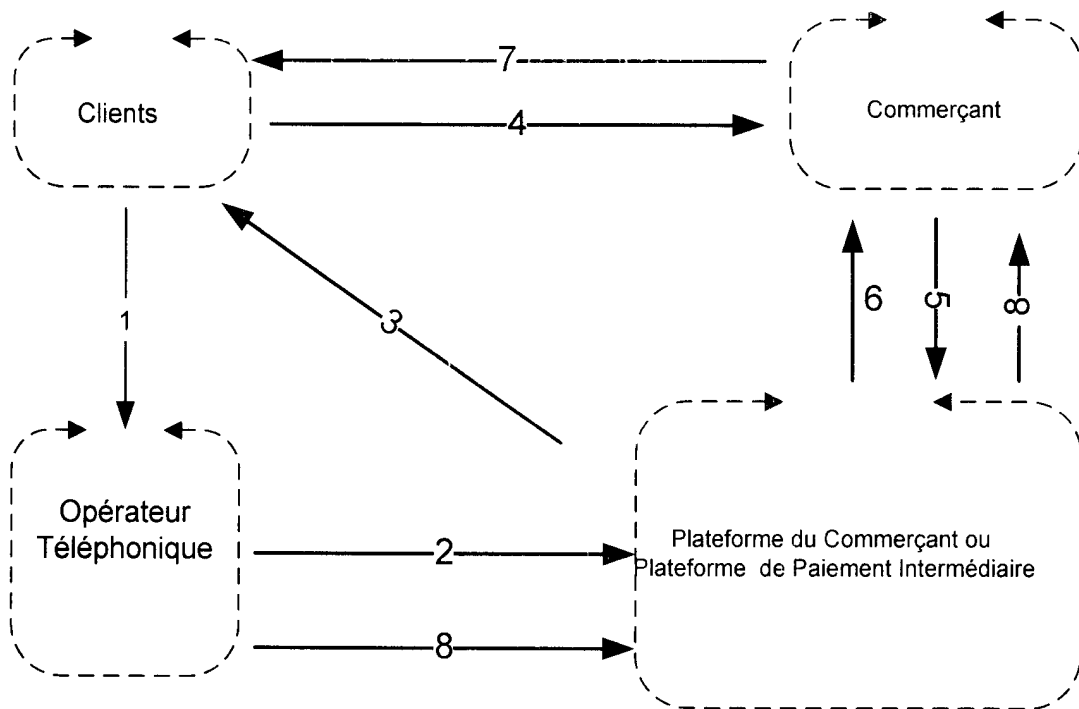 7
Clients
Commerçant
4
1
3
6
5
8
Opérateur
Téléphonique
2
Plateforme du Commerçant ou
Plateforme de Paiement Intermédiaire
8